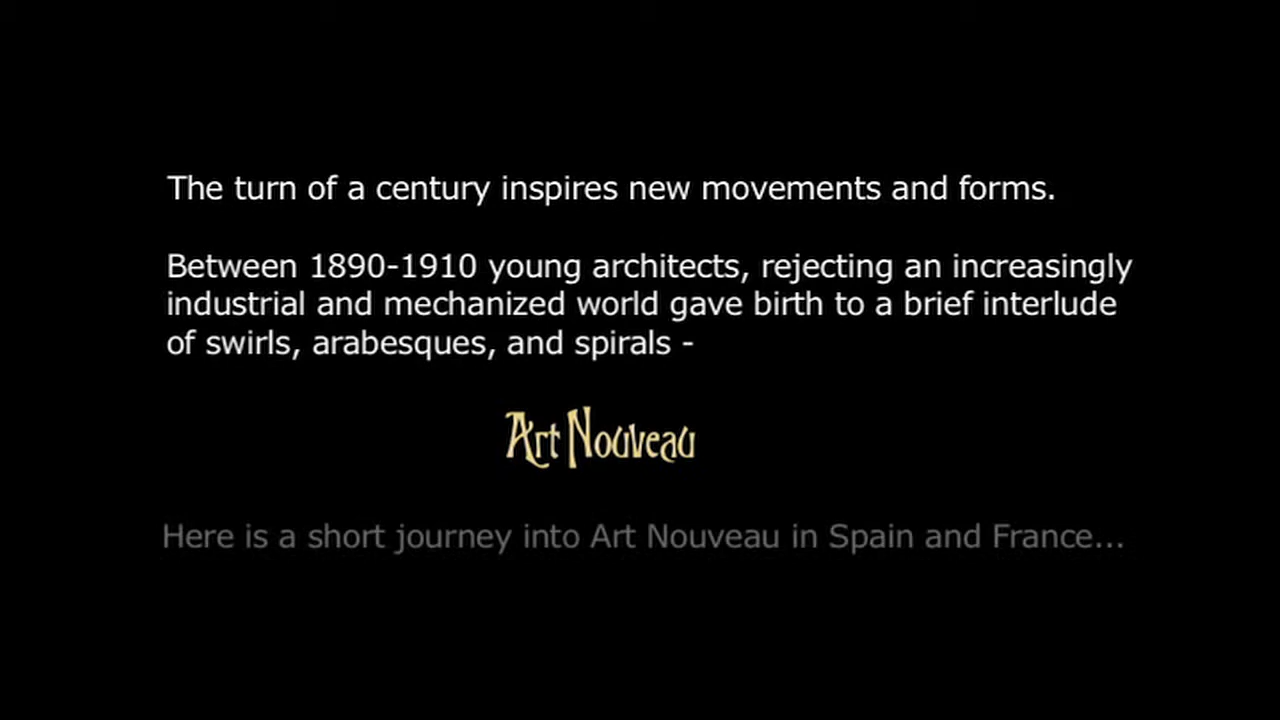 The turn of a century inspires new movements and forms.
Between 1890-1910 young architects, rejecting an increasingly
industrial and mechanized world gave birth to a brief interlude
of swirls, arabesques, and spirals -
Art Nouveau
Here is a short journey into Art Nouveau in Spain and France...